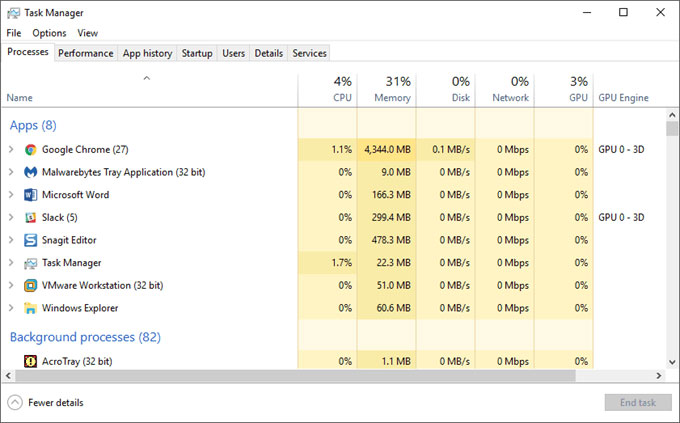 Task Manager
File Options View
Processes Performance App history Startup Users Details Services
4% 31% 0% 0% 3%
Name CPU Memory Disk Network GPU GPU Engine
Apps (8)
Google Chrome (27) 1.1% 4,344.0 MB 0.1 MB/s 0 Mbps 0% GPU 0 - 3D
Malwarebytes Tray Application (32 bit) 0% 9.0 MB 0 MB/s 0 Mbps 0%
Microsoft Word 0% 166.3 MB 0 MB/s 0 Mbps 0%
Slack (5) 0% 299.4 MB 0 MB/s 0 Mbps 0% GPU 0 - 3D
Snagit Editor 0% 478.3 MB 0 MB/s 0 Mbps 0%
Task Manager 1.7% 22.3 MB 0 MB/s 0 Mbps 0%
VMware Workstation (32 bit) 0% 51.0 MB 0 MB/s 0 Mbps 0%
Windows Explorer 0% 60.6 MB 0 MB/s 0 Mbps 0%
Background processes (82)
AcroTray (32 bit) 0% 1.1 MB 0 MB/s 0 Mbps 0%
Fewer details End task